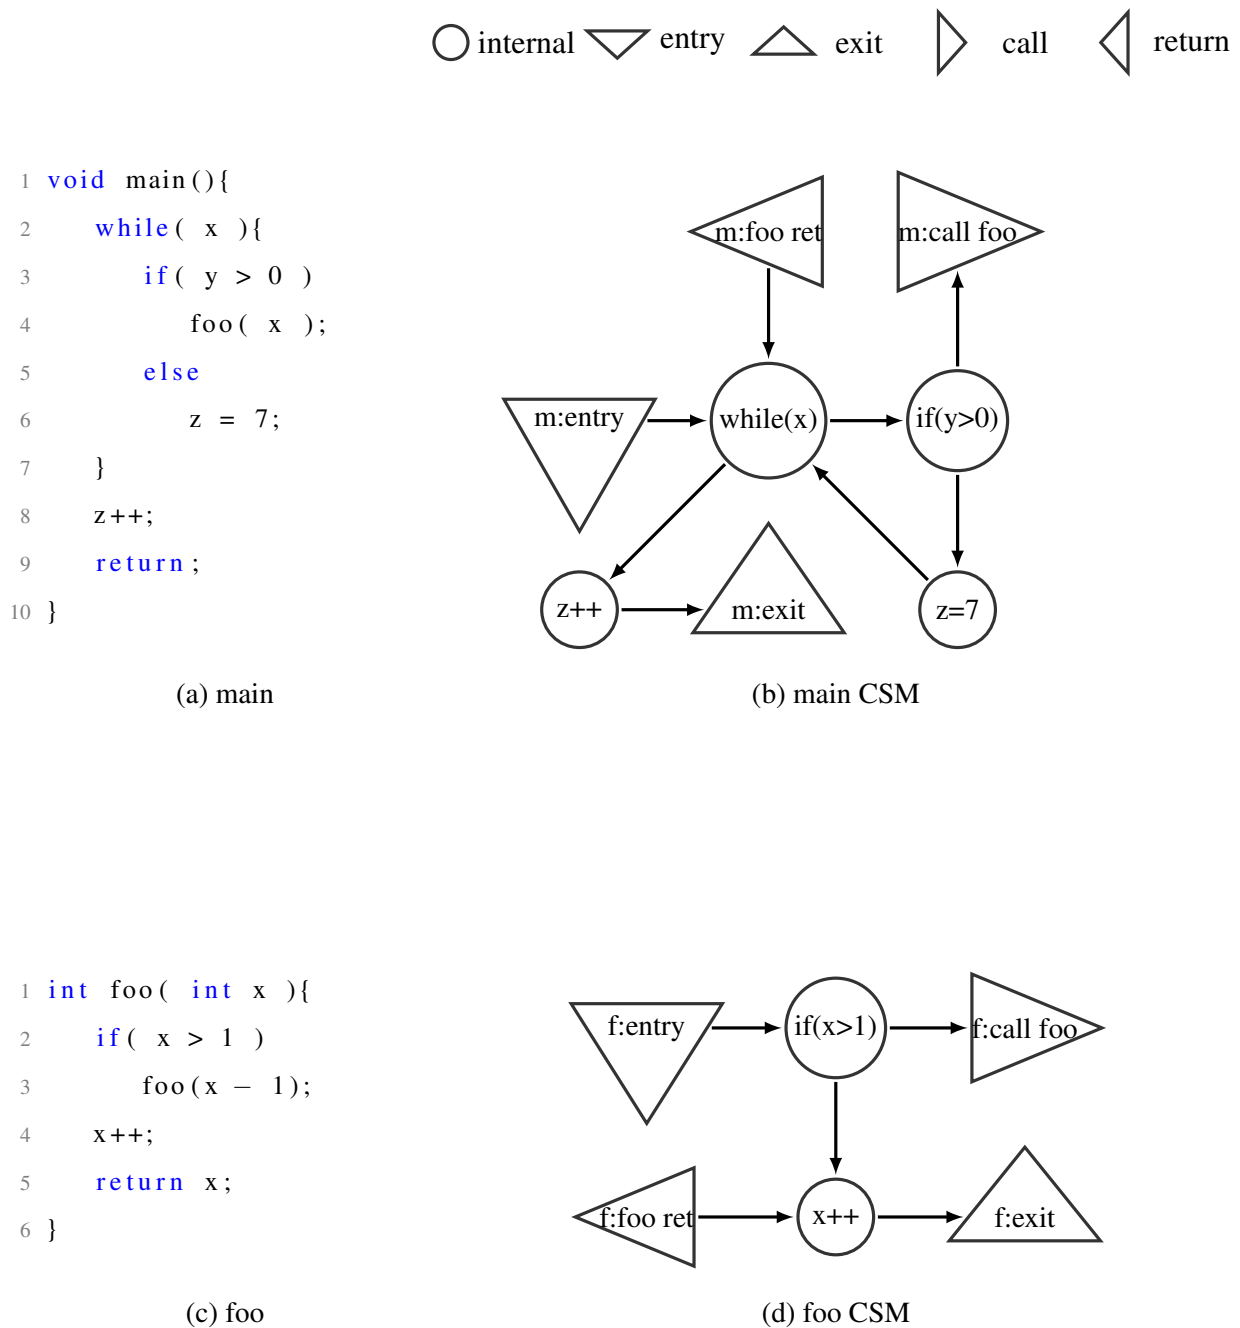 internal entry exit call return
1 void main(){
2 while( x ){
3 if( y > 0 )
4 foo( x );
5 else
6 z = 7;
7 }
8 z++;
9 return;
10 }
(a) main
m:foo ret m:call foo
m:entry while(x) if(y>0)
z++ m:exit z=7
(b) main CSM
1 int foo( int x ){
2 if( x > 1 )
3 foo(x − 1);
4 x++;
5 return x;
6 }
(c) foo
f:entry if(x>1) f:call foo
f:foo ret x++ f:exit
(d) foo CSM